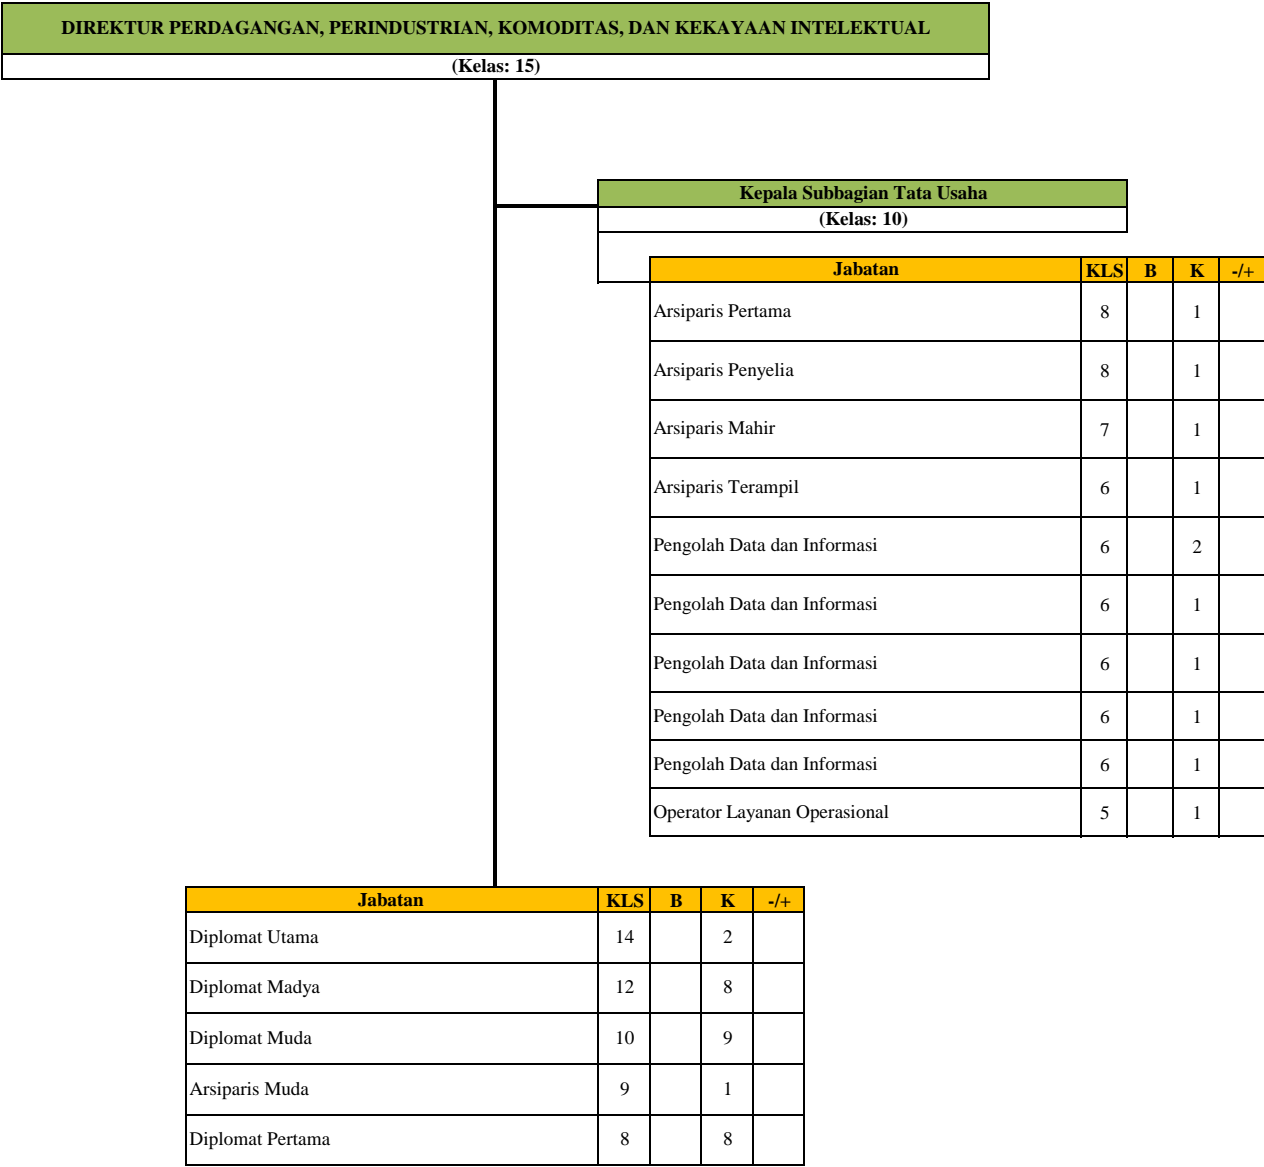 DIREKTUR PERDAGANGAN, PERINDUSTRIAN, KOMODITAS, DAN KEKAYAAN INTELEKTUAL
(Kelas: 15)
Kepala Subbagian Tata Usaha
(Kelas: 10)
Jabatan KLS B K -/+
Arsiparis Pertama 8 1
Arsiparis Penyelia 8 1
Arsiparis Mahir 7 1
Arsiparis Terampil 6 1
Pengolah Data dan Informasi 6 2
Pengolah Data dan Informasi 6 1
Pengolah Data dan Informasi 6 1
Pengolah Data dan Informasi 6 1
Pengolah Data dan Informasi 6 1
Operator Layanan Operasional 5 1
Jabatan KLS B K -/+
Diplomat Utama 14 2
Diplomat Madya 12 8
Diplomat Muda 10 9
Arsiparis Muda 9 1
Diplomat Pertama 8 8